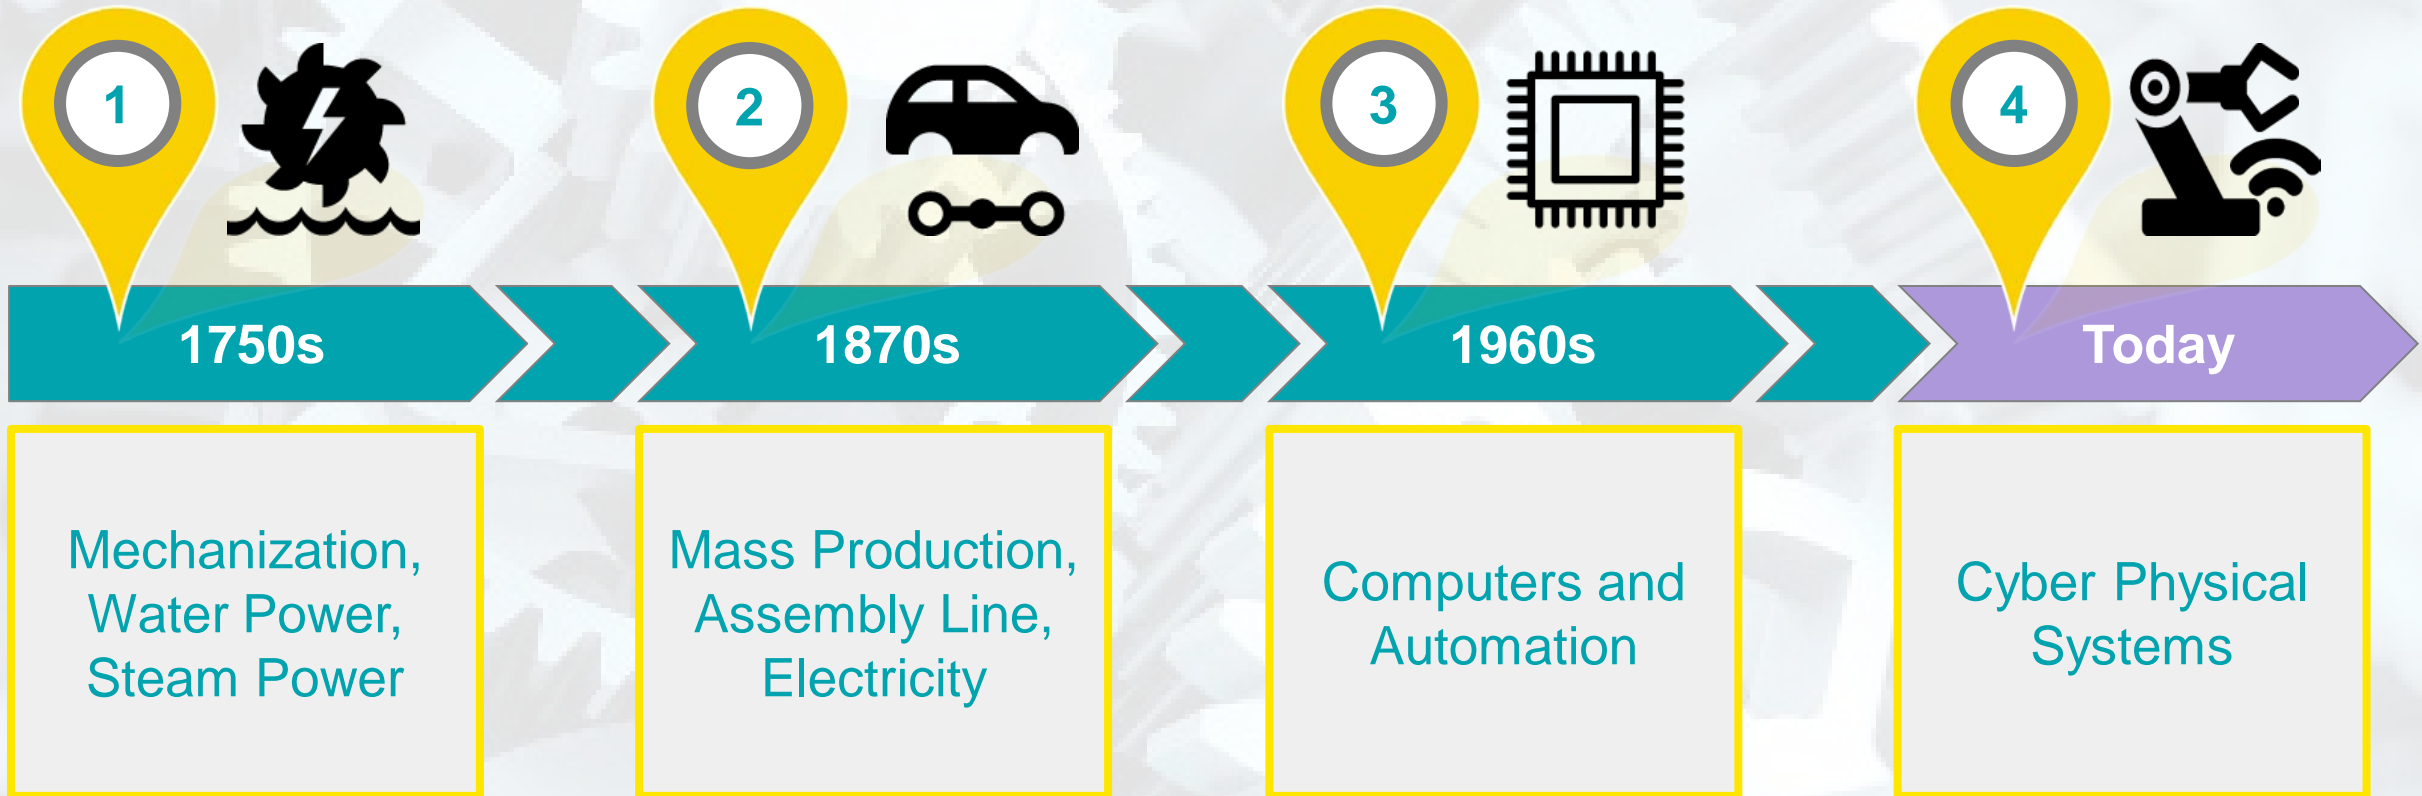 1
2
3
4
1750s
1870s
1960s
Today
Mechanization,
Water Power,
Steam Power
Mass Production,
Assembly Line,
Electricity
Computers and
Automation
Cyber Physical
Systems